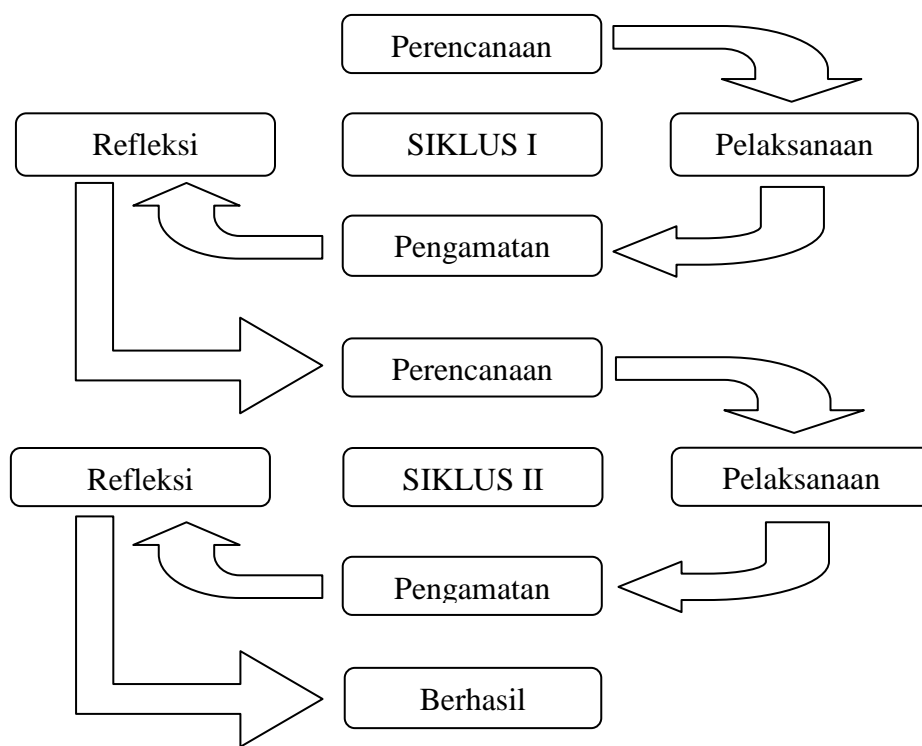 Perencanaan
Refleksi
SIKLUS I
Pelaksanaan
Pengamatan
Perencanaan
Refleksi
SIKLUS II
Pelaksanaan
Pengamatan
Berhasil